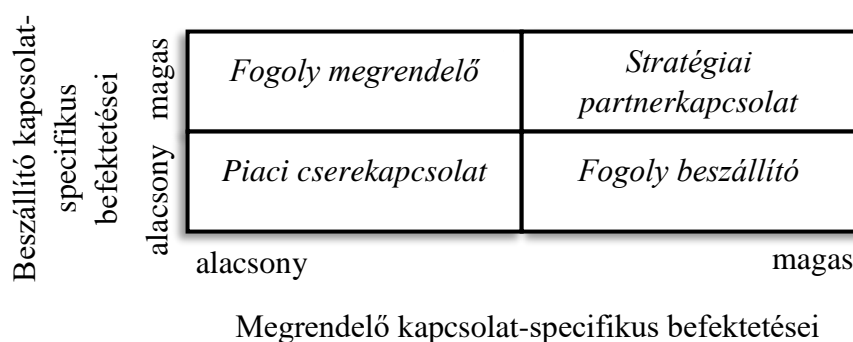 Beszállító kapcsolat-
specifikus
befektetései
magas
alacsony
Fogoly megrendelő
Stratégiai
partnerkapcsolat
Piaci cserekapcsolat
Fogoly beszállító
alacsony
magas
Megrendelő kapcsolat-specifikus befektetései